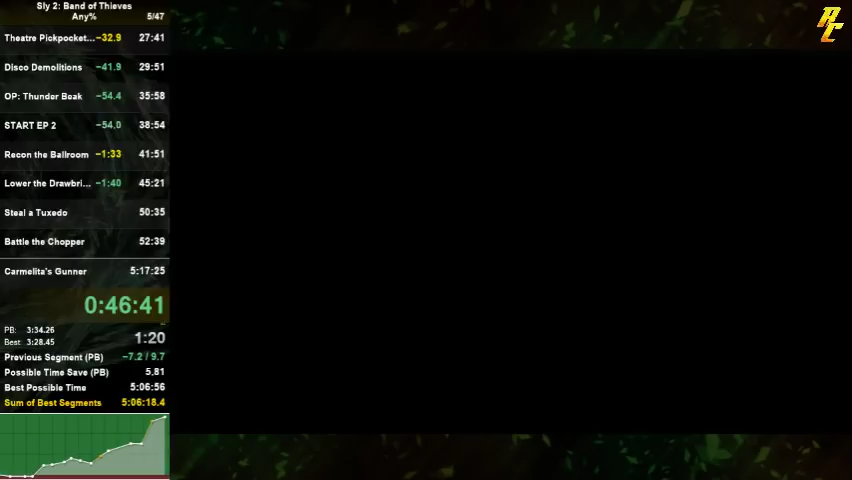 Sly 2: Band of Thieves
Any% 5/47
Theatre Pickpocket... −32.9 27:41
Disco Demolitions −41.9 29:51
OP: Thunder Beak −54.4 35:58
START EP 2 −54.0 38:54
Recon the Ballroom −1:33 41:51
Lower the Drawbri... −1:40 45:21
Steal a Tuxedo 50:35
Battle the Chopper 52:39
Carmelita's Gunner 5:17:25
0:46:41
PB: 3:34.26
Best: 3:28.45
1:20
Previous Segment (PB) −7.2 / 9.7
Possible Time Save (PB) 5.81
Best Possible Time 5:06:56
Sum of Best Segments 5:06:18.4